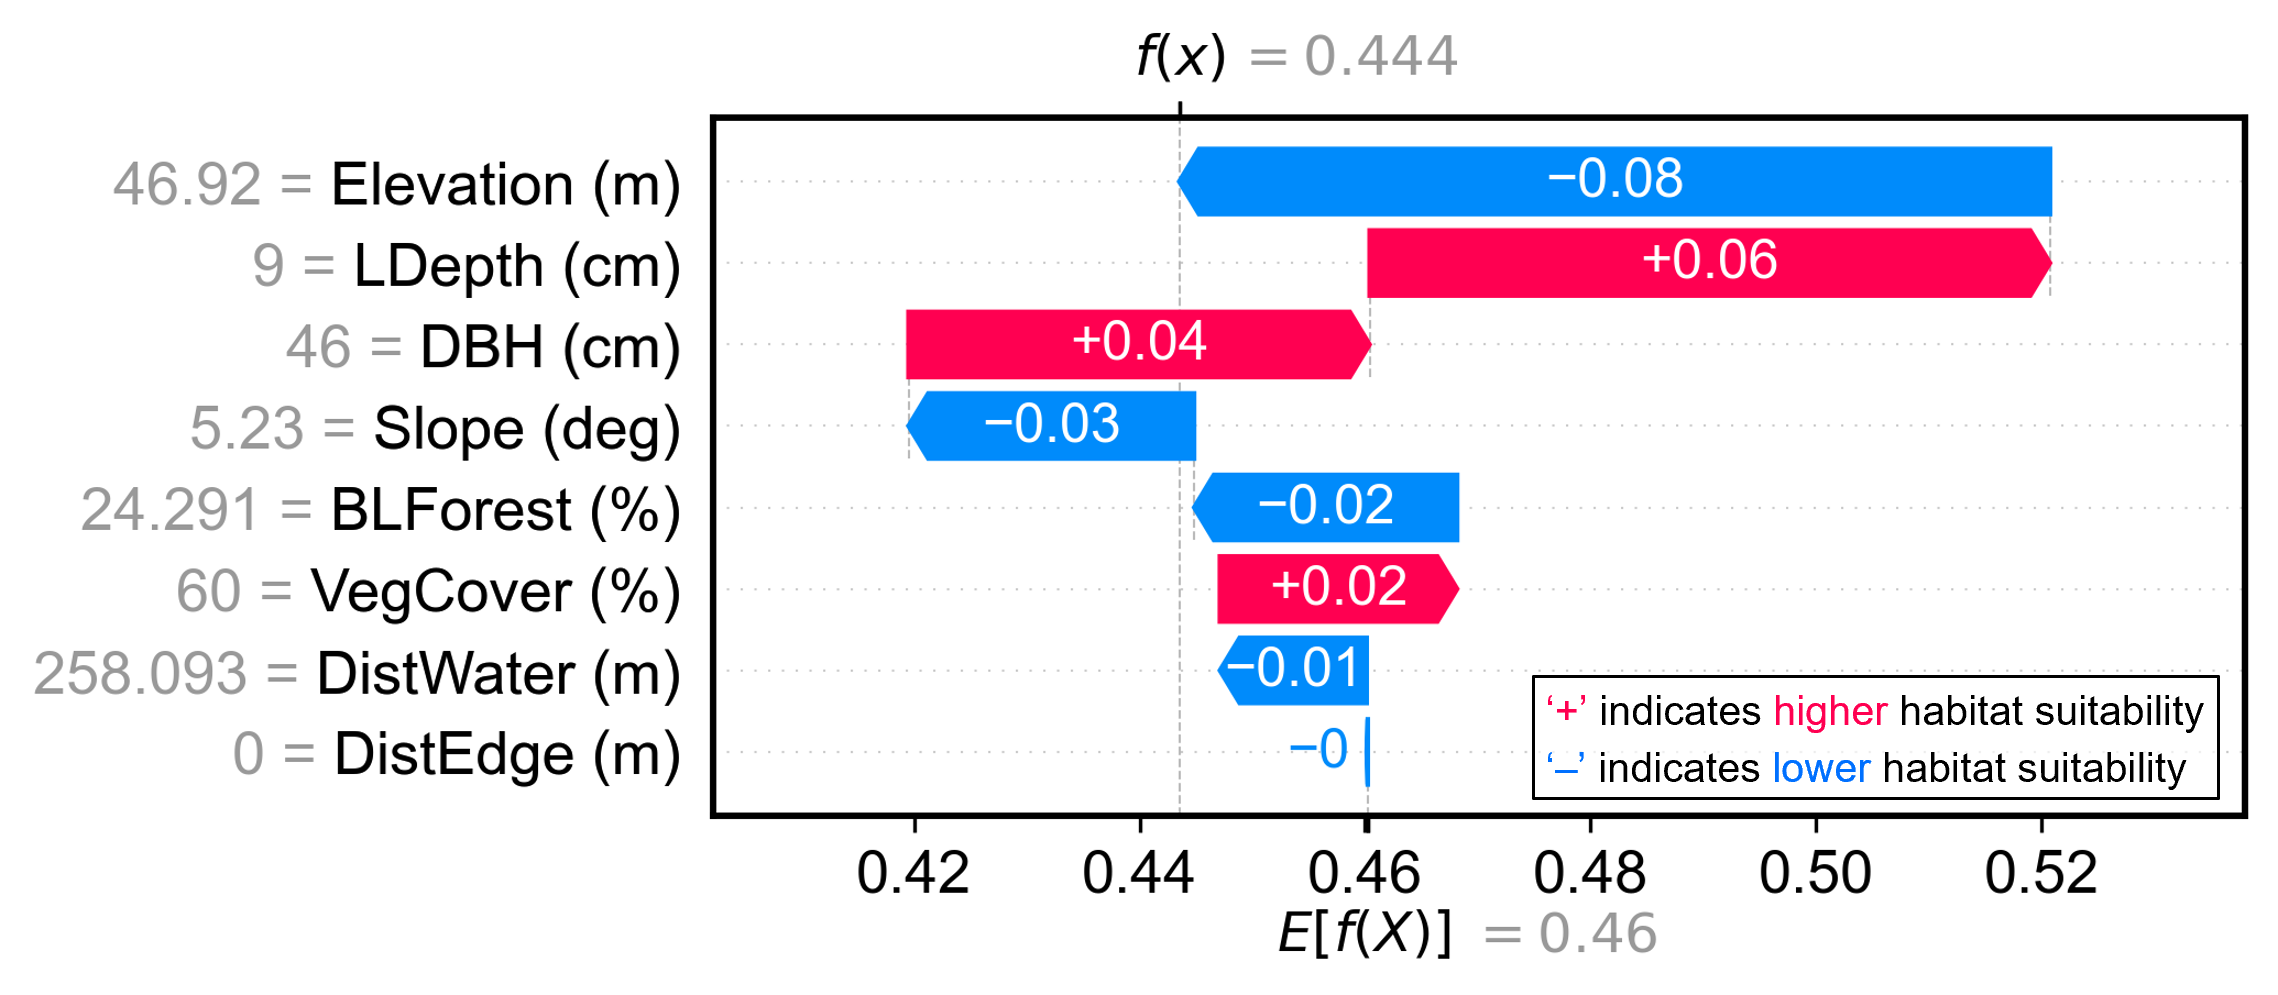 f(x) = 0.444
46.92 = Elevation (m)
−0.08
9 = LDepth (cm)
+0.06
46 = DBH (cm)
+0.04
5.23 = Slope (deg)
−0.03
24.291 = BLForest (%)
−0.02
60 = VegCover (%)
+0.02
258.093 = DistWater (m)
−0.01
0 = DistEdge (m)
−0
‘+’ indicates higher habitat suitability
‘–’ indicates lower habitat suitability
0.42 0.44 0.46 0.48 0.50 0.52
E[f(X)] = 0.46